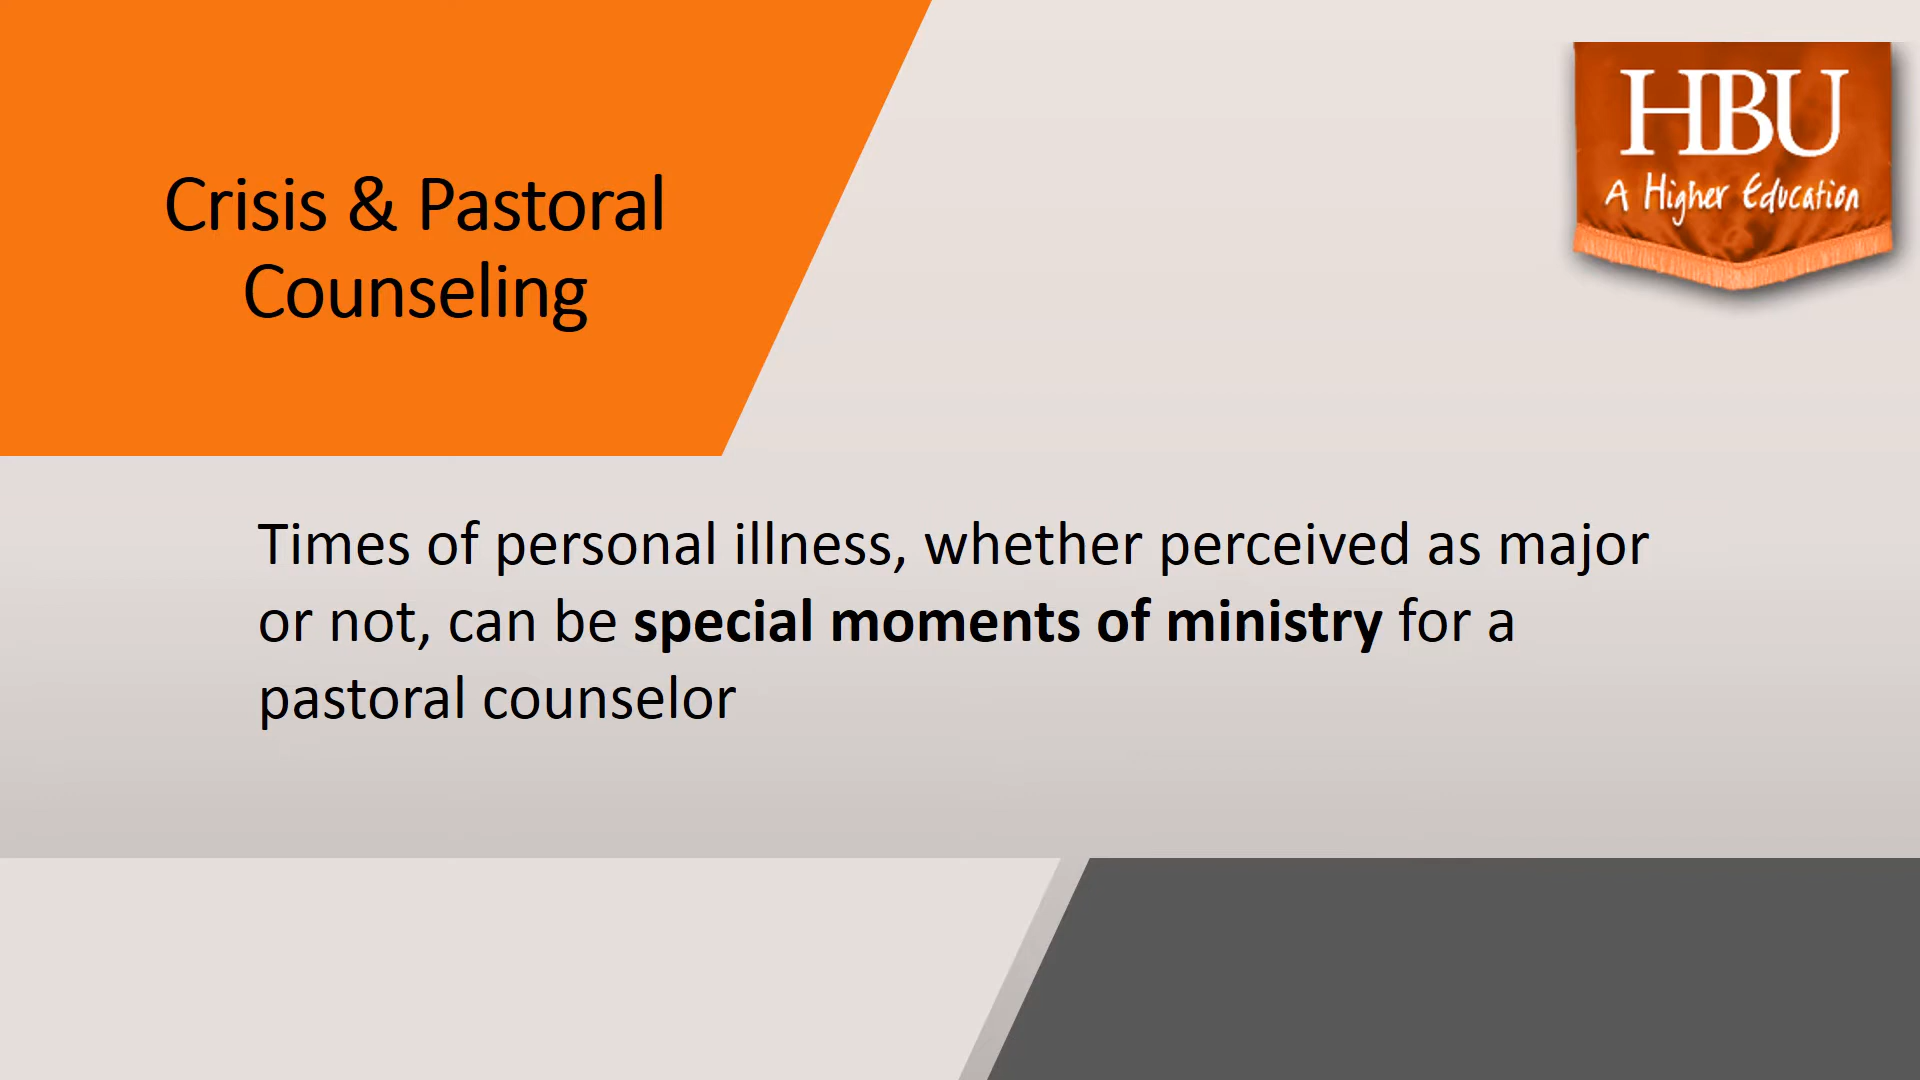 Crisis & Pastoral
Counseling
HBU
A Higher Education
Times of personal illness, whether perceived as major
or not, can be special moments of ministry for a
pastoral counselor